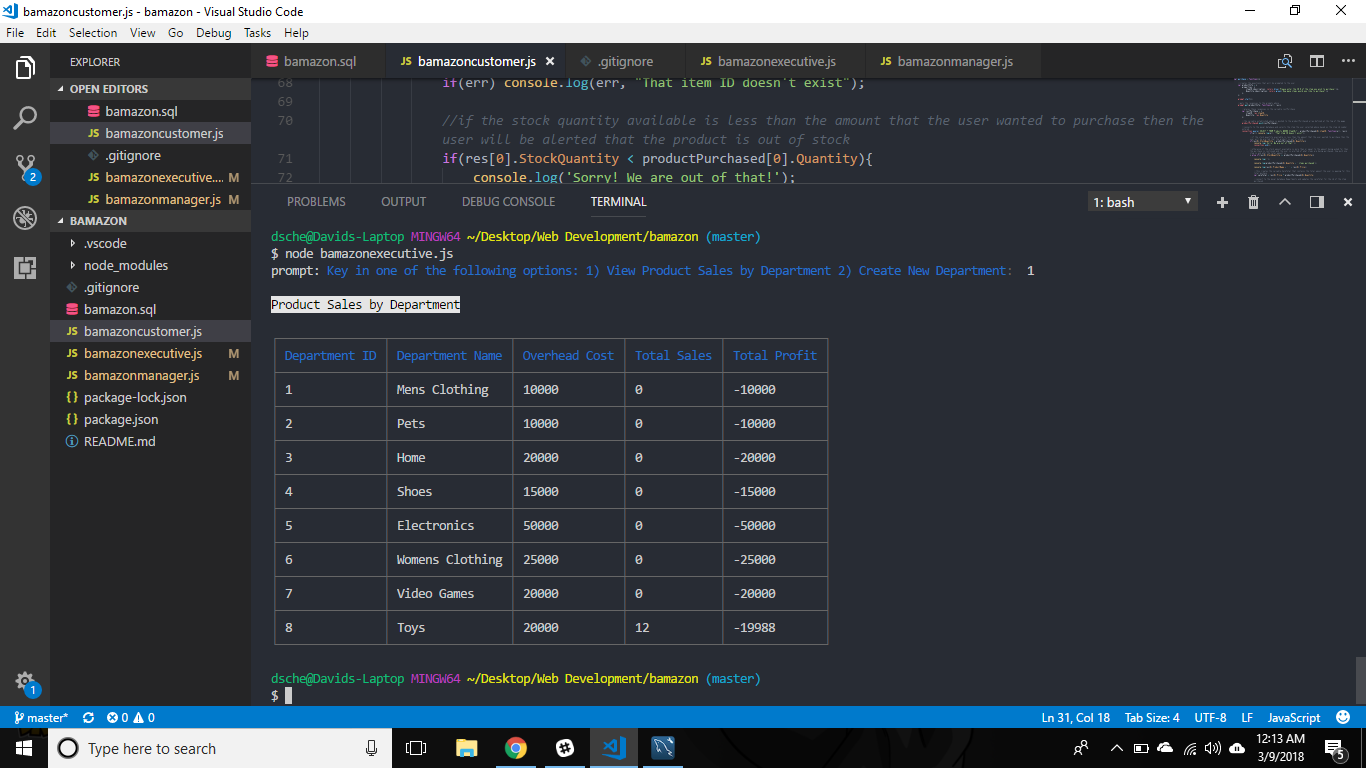 bamazoncustomer.js - bamazon - Visual Studio Code
File Edit Selection View Go Debug Tasks Help
EXPLORER
OPEN EDITORS
bamazon.sql
JS bamazoncustomer.js
.gitignore
JS bamazonexecutive.... M
JS bamazonmanager.js M
BAMAZON
.vscode
node_modules
.gitignore
bamazon.sql
JS bamazoncustomer.js
JS bamazonexecutive.js M
JS bamazonmanager.js M
{} package-lock.json
{} package.json
README.md
2
1
bamazon.sql JS bamazoncustomer.js .gitignore JS bamazonexecutive.js JS bamazonmanager.js
68 if(err) console.log(err, "That item ID doesn't exist");
69
70 //if the stock quantity available is less than the amount that the user wanted to purchase then the
user will be alerted that the product is out of stock
71 if(res[0].StockQuantity < productPurchased[0].Quantity){
72 console.log('Sorry! We are out of that!');
PROBLEMS OUTPUT DEBUG CONSOLE TERMINAL 1: bash
dsche@Davids-Laptop MINGW64 ~/Desktop/Web Development/bamazon (master)
$ node bamazonexecutive.js
prompt: Key in one of the following options: 1) View Product Sales by Department 2) Create New Department: 1
Product Sales by Department
Department ID Department Name Overhead Cost Total Sales Total Profit
1 Mens Clothing 10000 0 -10000
2 Pets 10000 0 -10000
3 Home 20000 0 -20000
4 Shoes 15000 0 -15000
5 Electronics 50000 0 -50000
6 Womens Clothing 25000 0 -25000
7 Video Games 20000 0 -20000
8 Toys 20000 12 -19988
dsche@Davids-Laptop MINGW64 ~/Desktop/Web Development/bamazon (master)
$
master* 0 0 Ln 31, Col 18 Tab Size: 4 UTF-8 LF JavaScript
Type here to search
12:13 AM
3/9/2018
5